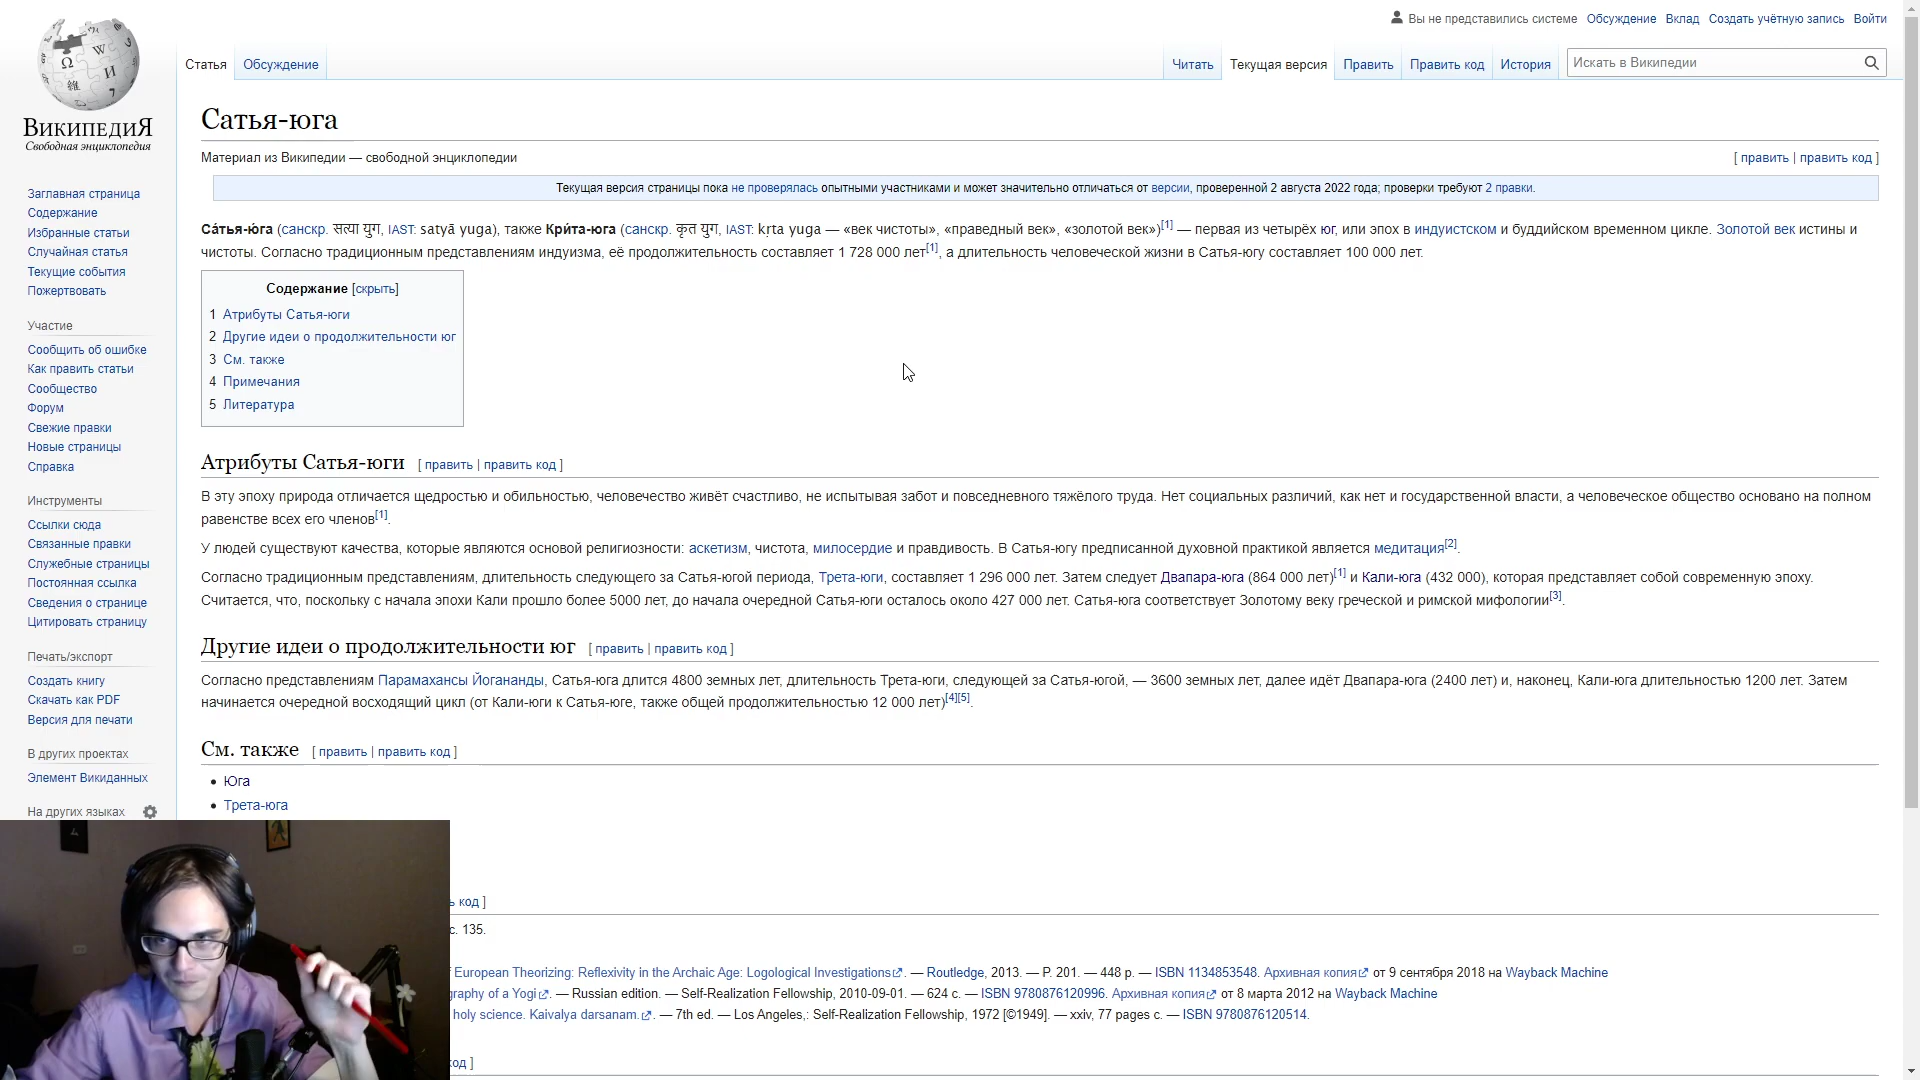 Вы не представились системе Обсуждение Вклад Создать учётную запись Войти
Статья Обсуждение Читать Текущая версия Править Править код История Искать в Википедии
ВИКИПЕДИЯ
Свободная энциклопедия
Заглавная страница
Содержание
Избранные статьи
Случайная статья
Текущие события
Пожертвовать
Участие
Сообщить об ошибке
Как править статьи
Сообщество
Форум
Свежие правки
Новые страницы
Справка
Инструменты
Ссылки сюда
Связанные правки
Служебные страницы
Постоянная ссылка
Сведения о странице
Цитировать страницу
Печать/экспорт
Создать книгу
Скачать как PDF
Версия для печати
В других проектах
Элемент Викиданных
На других языках
Сатья-юга
Материал из Википедии — свободной энциклопедии [ править | править код ]
Текущая версия страницы пока не проверялась опытными участниками и может значительно отличаться от версии, проверенной 2 августа 2022 года; проверки требуют 2 правки.
Са́тья-ю́га (санскр. सत्या युग, IAST: satyā yuga), также Кри́та-юга (санскр. कृत युग, IAST: kṛta yuga — «век чистоты», «праведный век», «золотой век»)[1] — первая из четырёх юг, или эпох в индуистском и буддийском временном цикле. Золотой век истины и
чистоты. Согласно традиционным представлениям индуизма, её продолжительность составляет 1 728 000 лет[1], а длительность человеческой жизни в Сатья-югу составляет 100 000 лет.
Содержание [скрыть]
1 Атрибуты Сатья-юги
2 Другие идеи о продолжительности юг
3 См. также
4 Примечания
5 Литература
Атрибуты Сатья-юги [ править | править код ]
В эту эпоху природа отличается щедростью и обильностью, человечество живёт счастливо, не испытывая забот и повседневного тяжёлого труда. Нет социальных различий, как нет и государственной власти, а человеческое общество основано на полном
равенстве всех его членов[1].
У людей существуют качества, которые являются основой религиозности: аскетизм, чистота, милосердие и правдивость. В Сатья-югу предписанной духовной практикой является медитация[2].
Согласно традиционным представлениям, длительность следующего за Сатья-югой периода, Трета-юги, составляет 1 296 000 лет. Затем следует Двапара-юга (864 000 лет)[1] и Кали-юга (432 000), которая представляет собой современную эпоху.
Считается, что, поскольку с начала эпохи Кали прошло более 5000 лет, до начала очередной Сатья-юги осталось около 427 000 лет. Сатья-юга соответствует Золотому веку греческой и римской мифологии[3].
Другие идеи о продолжительности юг [ править | править код ]
Согласно представлениям Парамахансы Йогананды, Сатья-юга длится 4800 земных лет, длительность Трета-юги, следующей за Сатья-югой, — 3600 земных лет, далее идёт Двапара-юга (2400 лет) и, наконец, Кали-юга длительностью 1200 лет. Затем
начинается очередной восходящий цикл (от Кали-юги к Сатья-юге, также общей продолжительностью 12 000 лет)[4][5].
См. также [ править | править код ]
Юга
Трета-юга
ь код ]
с. 135.
f European Theorizing: Reflexivity in the Archaic Age: Logological Investigations. — Routledge, 2013. — P. 201. — 448 p. — ISBN 1134853548. Архивная копия от 9 сентября 2018 на Wayback Machine
graphy of a Yogi. — Russian edition. — Self-Realization Fellowship, 2010-09-01. — 624 с. — ISBN 9780876120996. Архивная копия от 8 марта 2012 на Wayback Machine
holy science. Kaivalya darsanam. — 7th ed. — Los Angeles,: Self-Realization Fellowship, 1972 [©1949]. — xxiv, 77 pages с. — ISBN 9780876120514.
код ]